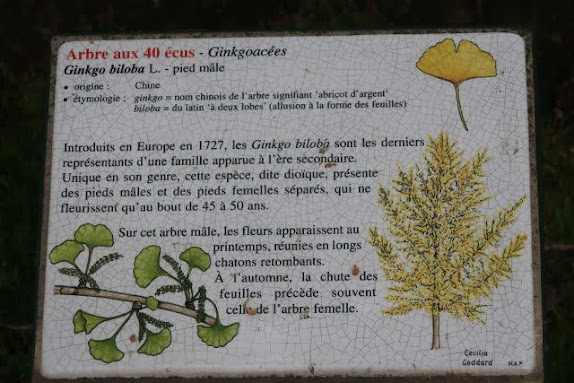 Arbre aux 40 écus - Ginkgoacées
Ginkgo biloba L. - pied mâle
• origine : Chine
• étymologie : ginkgo = nom chinois de l'arbre signifiant 'abricot d'argent'
biloba = du latin 'à deux lobes' (allusion à la forme des feuilles)
Introduits en Europe en 1727, les Ginkgo biloba sont les derniers
représentants d'une famille apparue à l'ère secondaire.
Unique en son genre, cette espèce, dite dioïque, présente
des pieds mâles et des pieds femelles séparés, qui ne
fleurissent qu'au bout de 45 à 50 ans.
Sur cet arbre mâle, les fleurs apparaissent au
printemps, réunies en longs
chatons retombants.
À l'automne, la chute des
feuilles précède souvent
celle de l'arbre femelle.
Cécilia
Goddard
N.A.P